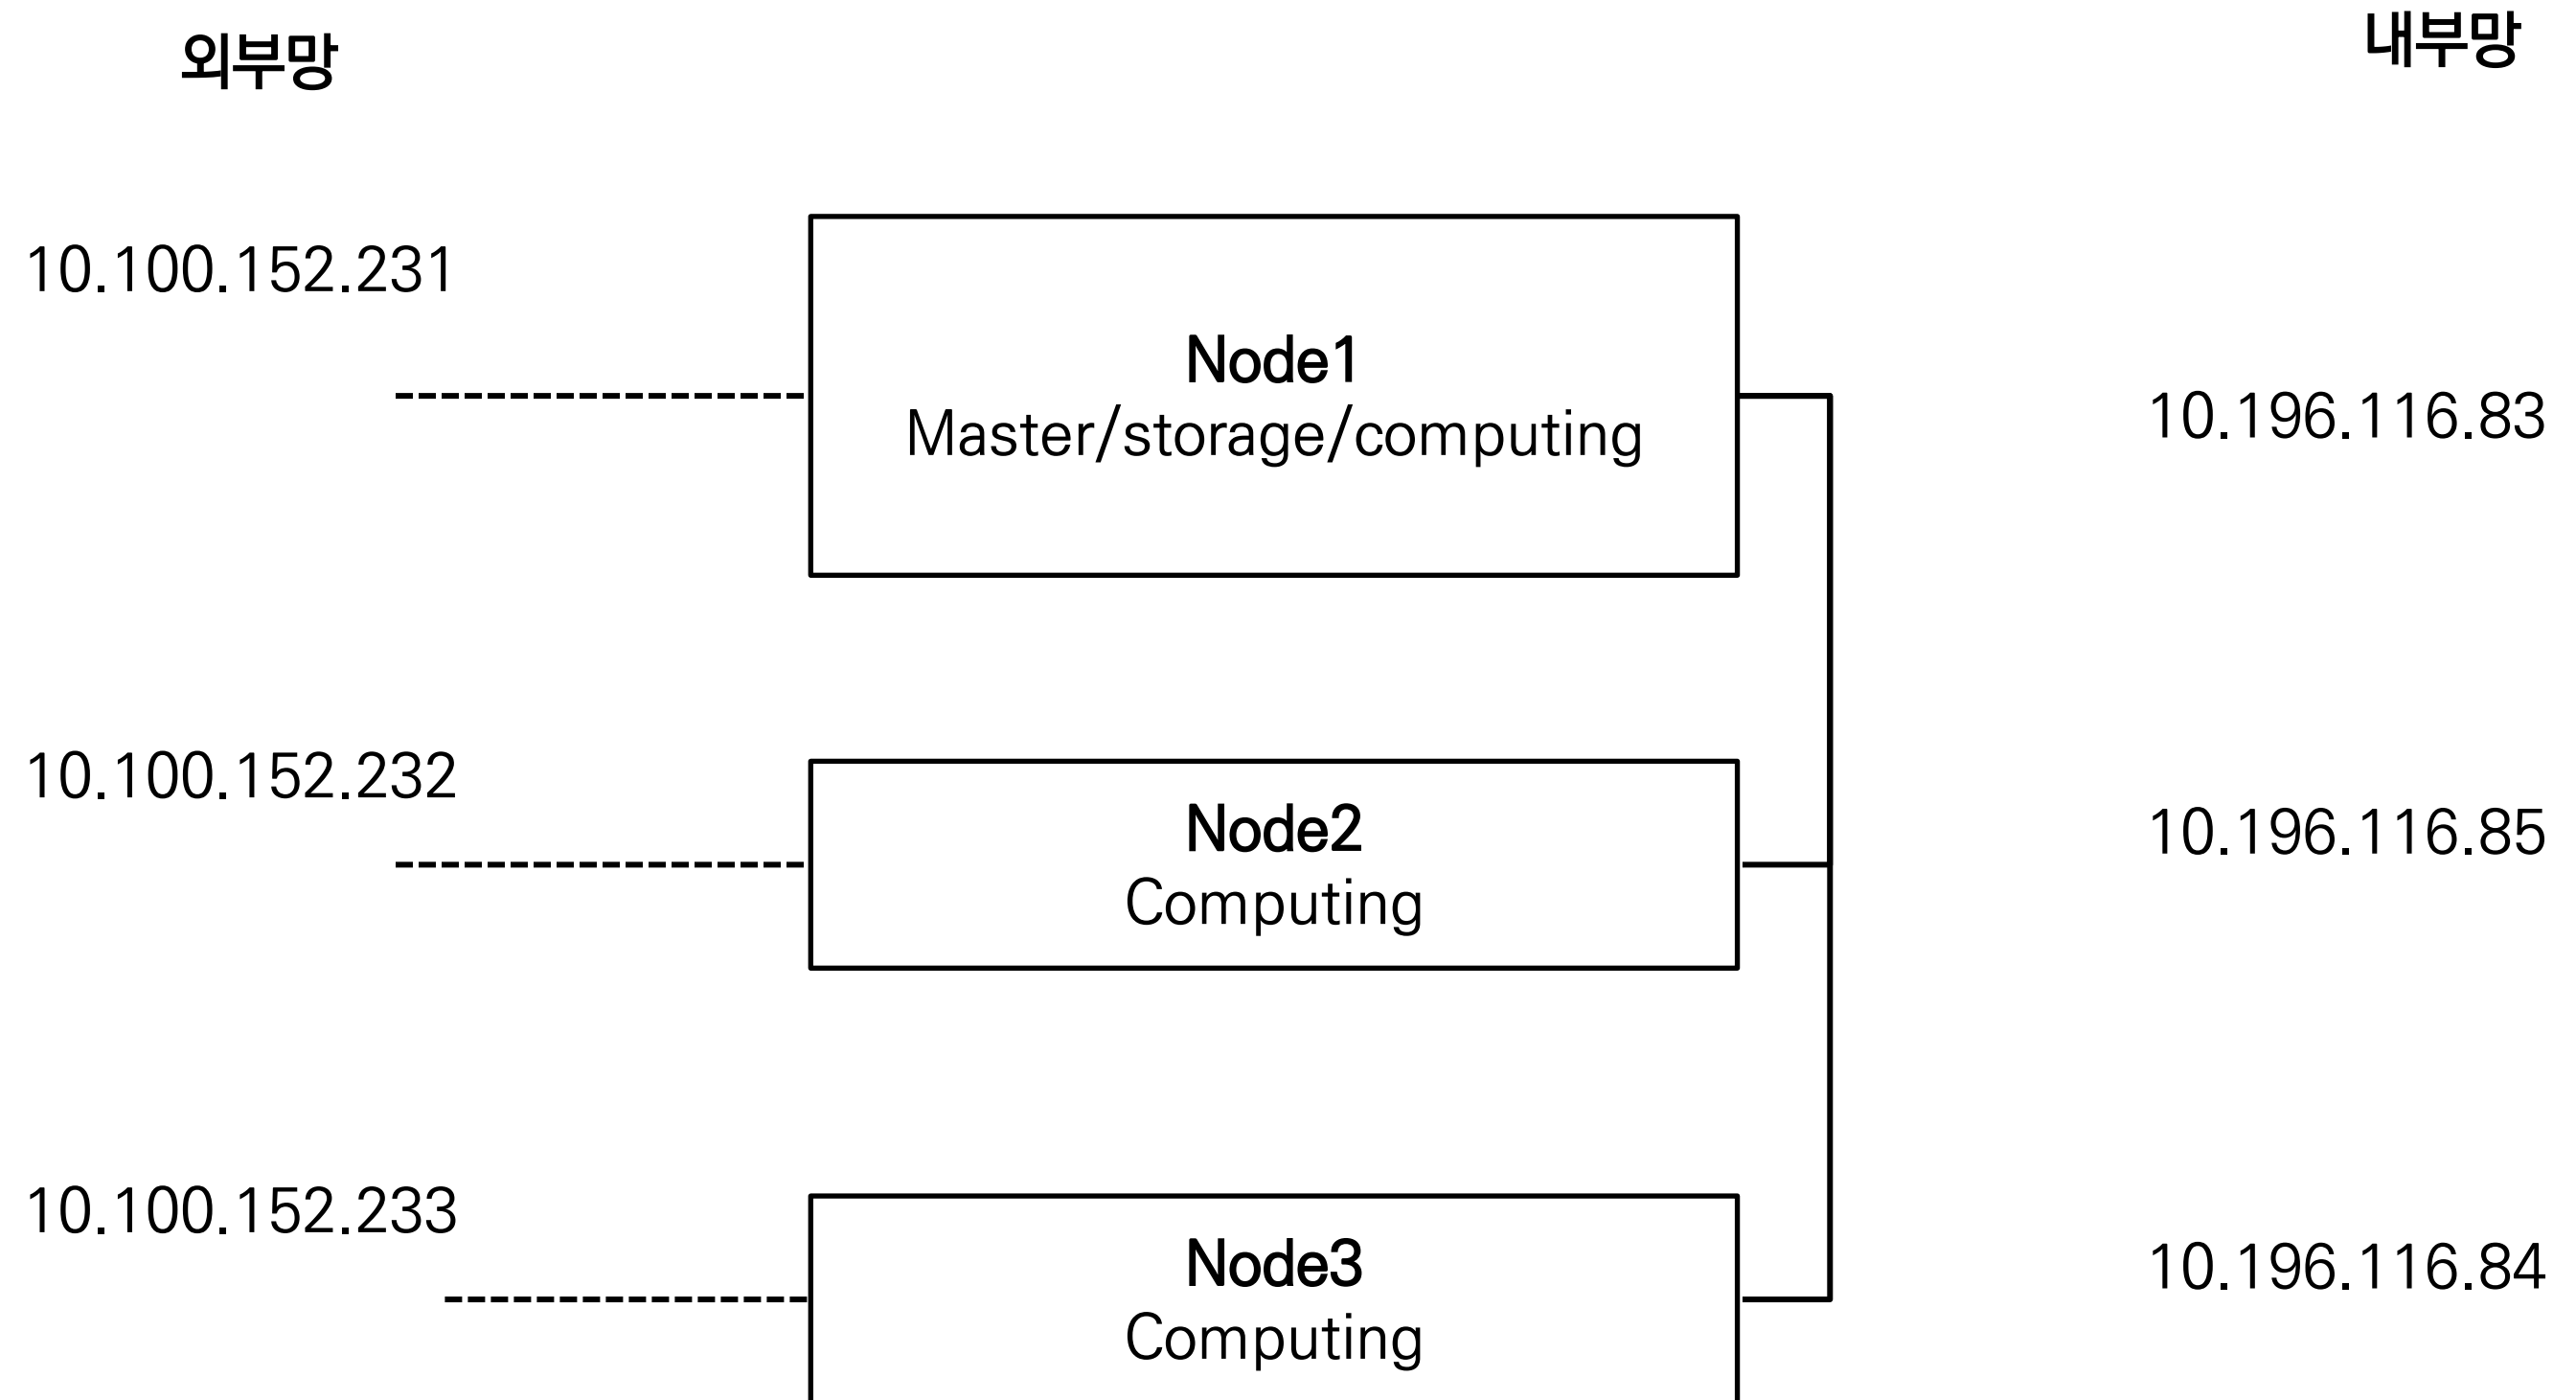 외부망
내부망
10.100.152.231
Node1
Master/storage/computing
10.196.116.83
10.100.152.232
Node2
Computing
10.196.116.85
10.100.152.233
Node3
Computing
10.196.116.84